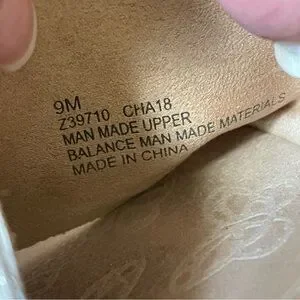 9M
Z39710 CHA18
MAN MADE UPPER
BALANCE MAN MADE MATERIALS
MADE IN CHINA